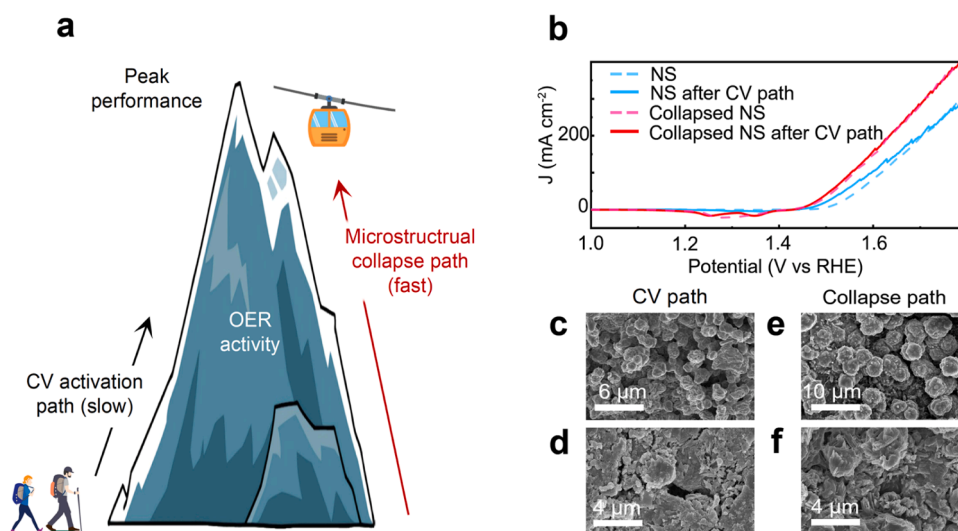 a
Peak
performance
Microstructrual
collapse path
(fast)
OER
activity
CV activation
path (slow)
b
NS
NS after CV path
Collapsed NS
Collapsed NS after CV path
J (mA cm-2)
200
0
1.0
1.2
1.4
1.6
Potential (V vs RHE)
CV path
Collapse path
c
6 μm
e
10 μm
d
4 μm
f
4 μm